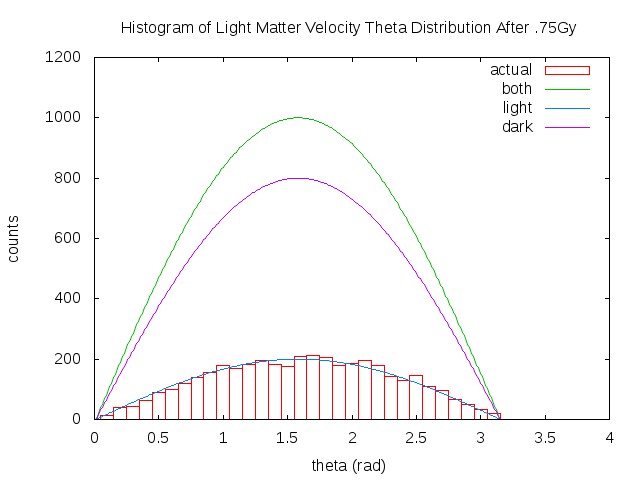 Histogram of Light Matter Velocity Theta Distribution After .75Gy
1200
1000
800
600
400
200
0
counts
actual
both
light
dark
0 0.5 1 1.5 2 2.5 3 3.5 4
theta (rad)